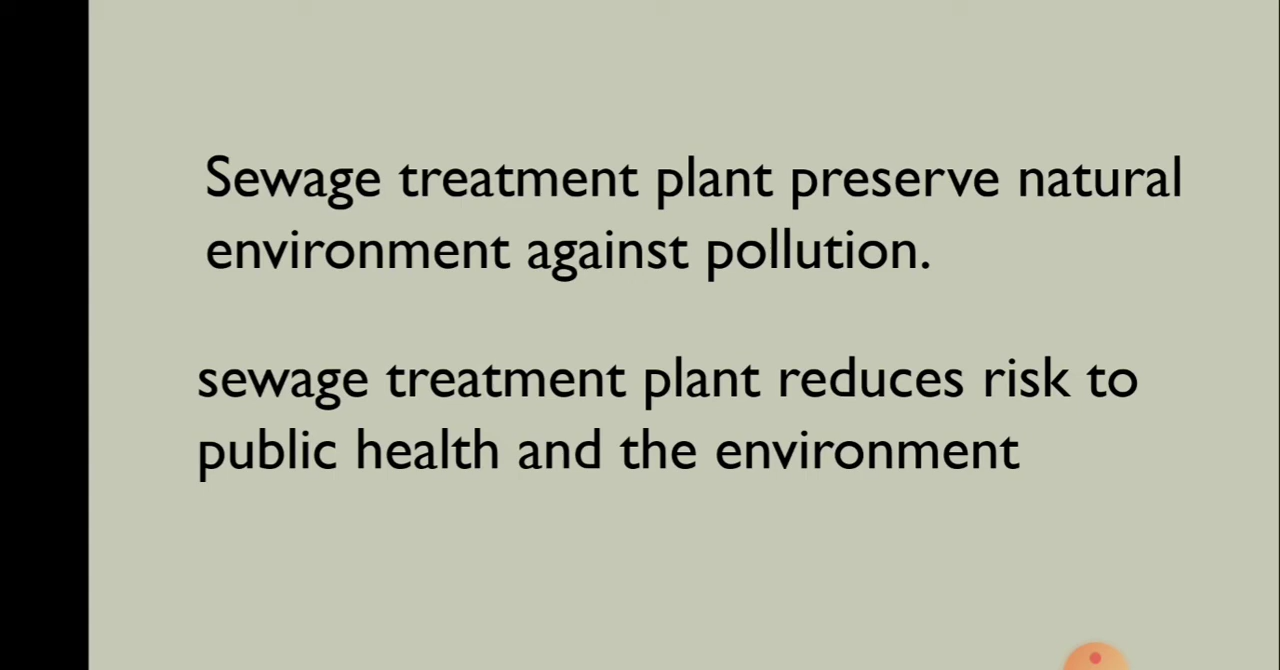 Sewage treatment plant preserve natural
environment against pollution.
sewage treatment plant reduces risk to
public health and the environment